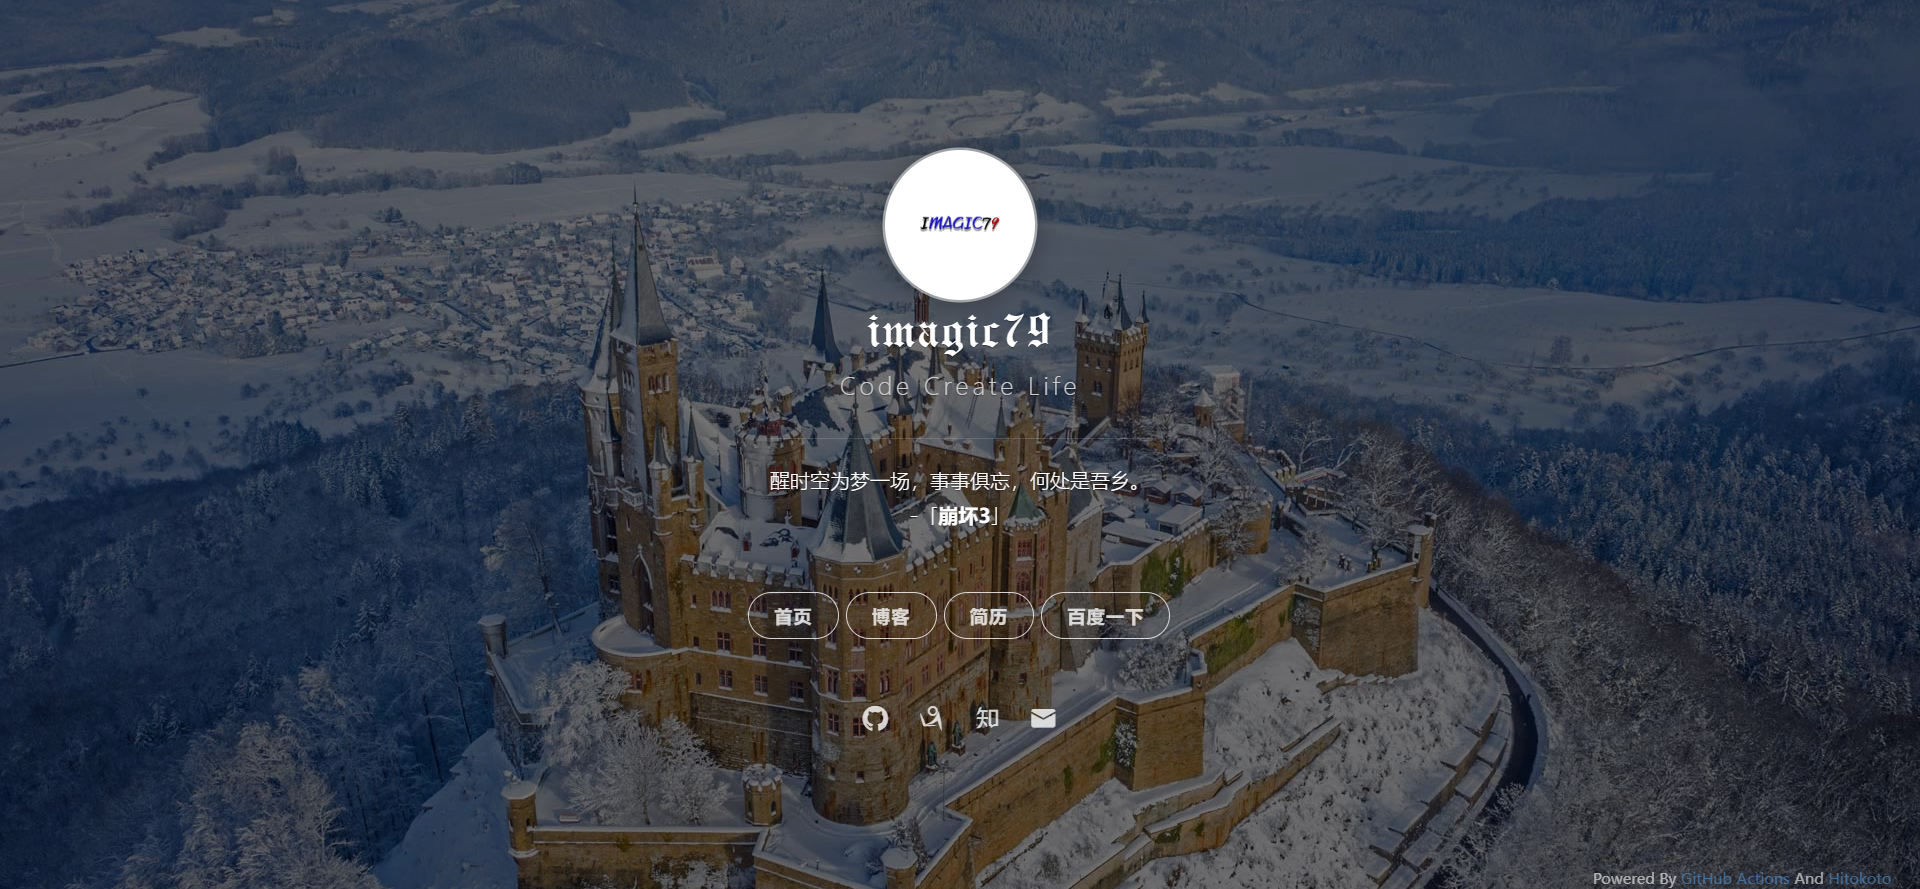 IMAGIC79
imagic79
Code Create Life
醒时空为梦一场，事事俱忘，何处是吾乡。
-「崩坏3」
首页 博客 简历 百度一下
知
Powered By GitHub Actions And Hitokoto